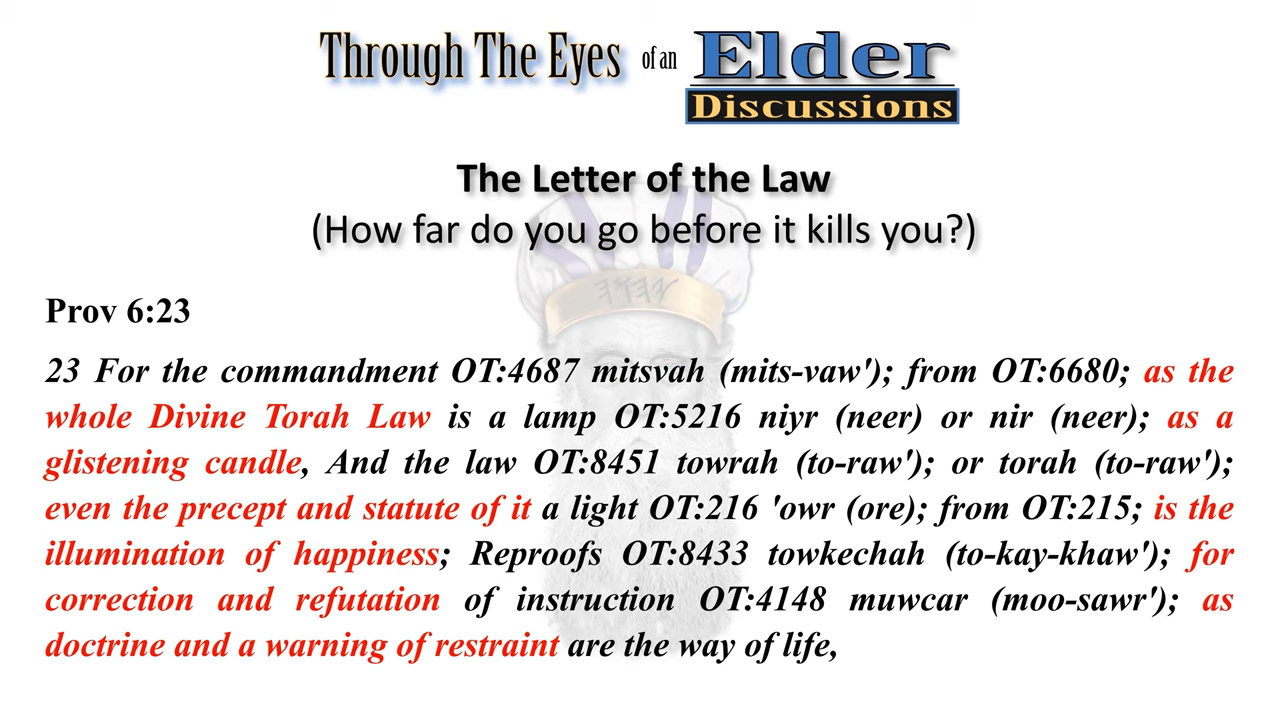 Through The Eyes of an Elder
Discussions
The Letter of the Law
(How far do you go before it kills you?)
𐤉𐤄𐤅𐤄
Prov 6:23
23 For the commandment OT:4687 mitsvah (mits-vaw'); from OT:6680; as the
whole Divine Torah Law is a lamp OT:5216 niyr (neer) or nir (neer); as a
glistening candle, And the law OT:8451 towrah (to-raw'); or torah (to-raw');
even the precept and statute of it a light OT:216 'owr (ore); from OT:215; is the
illumination of happiness; Reproofs OT:8433 towkechah (to-kay-khaw'); for
correction and refutation of instruction OT:4148 muwcar (moo-sawr'); as
doctrine and a warning of restraint are the way of life,